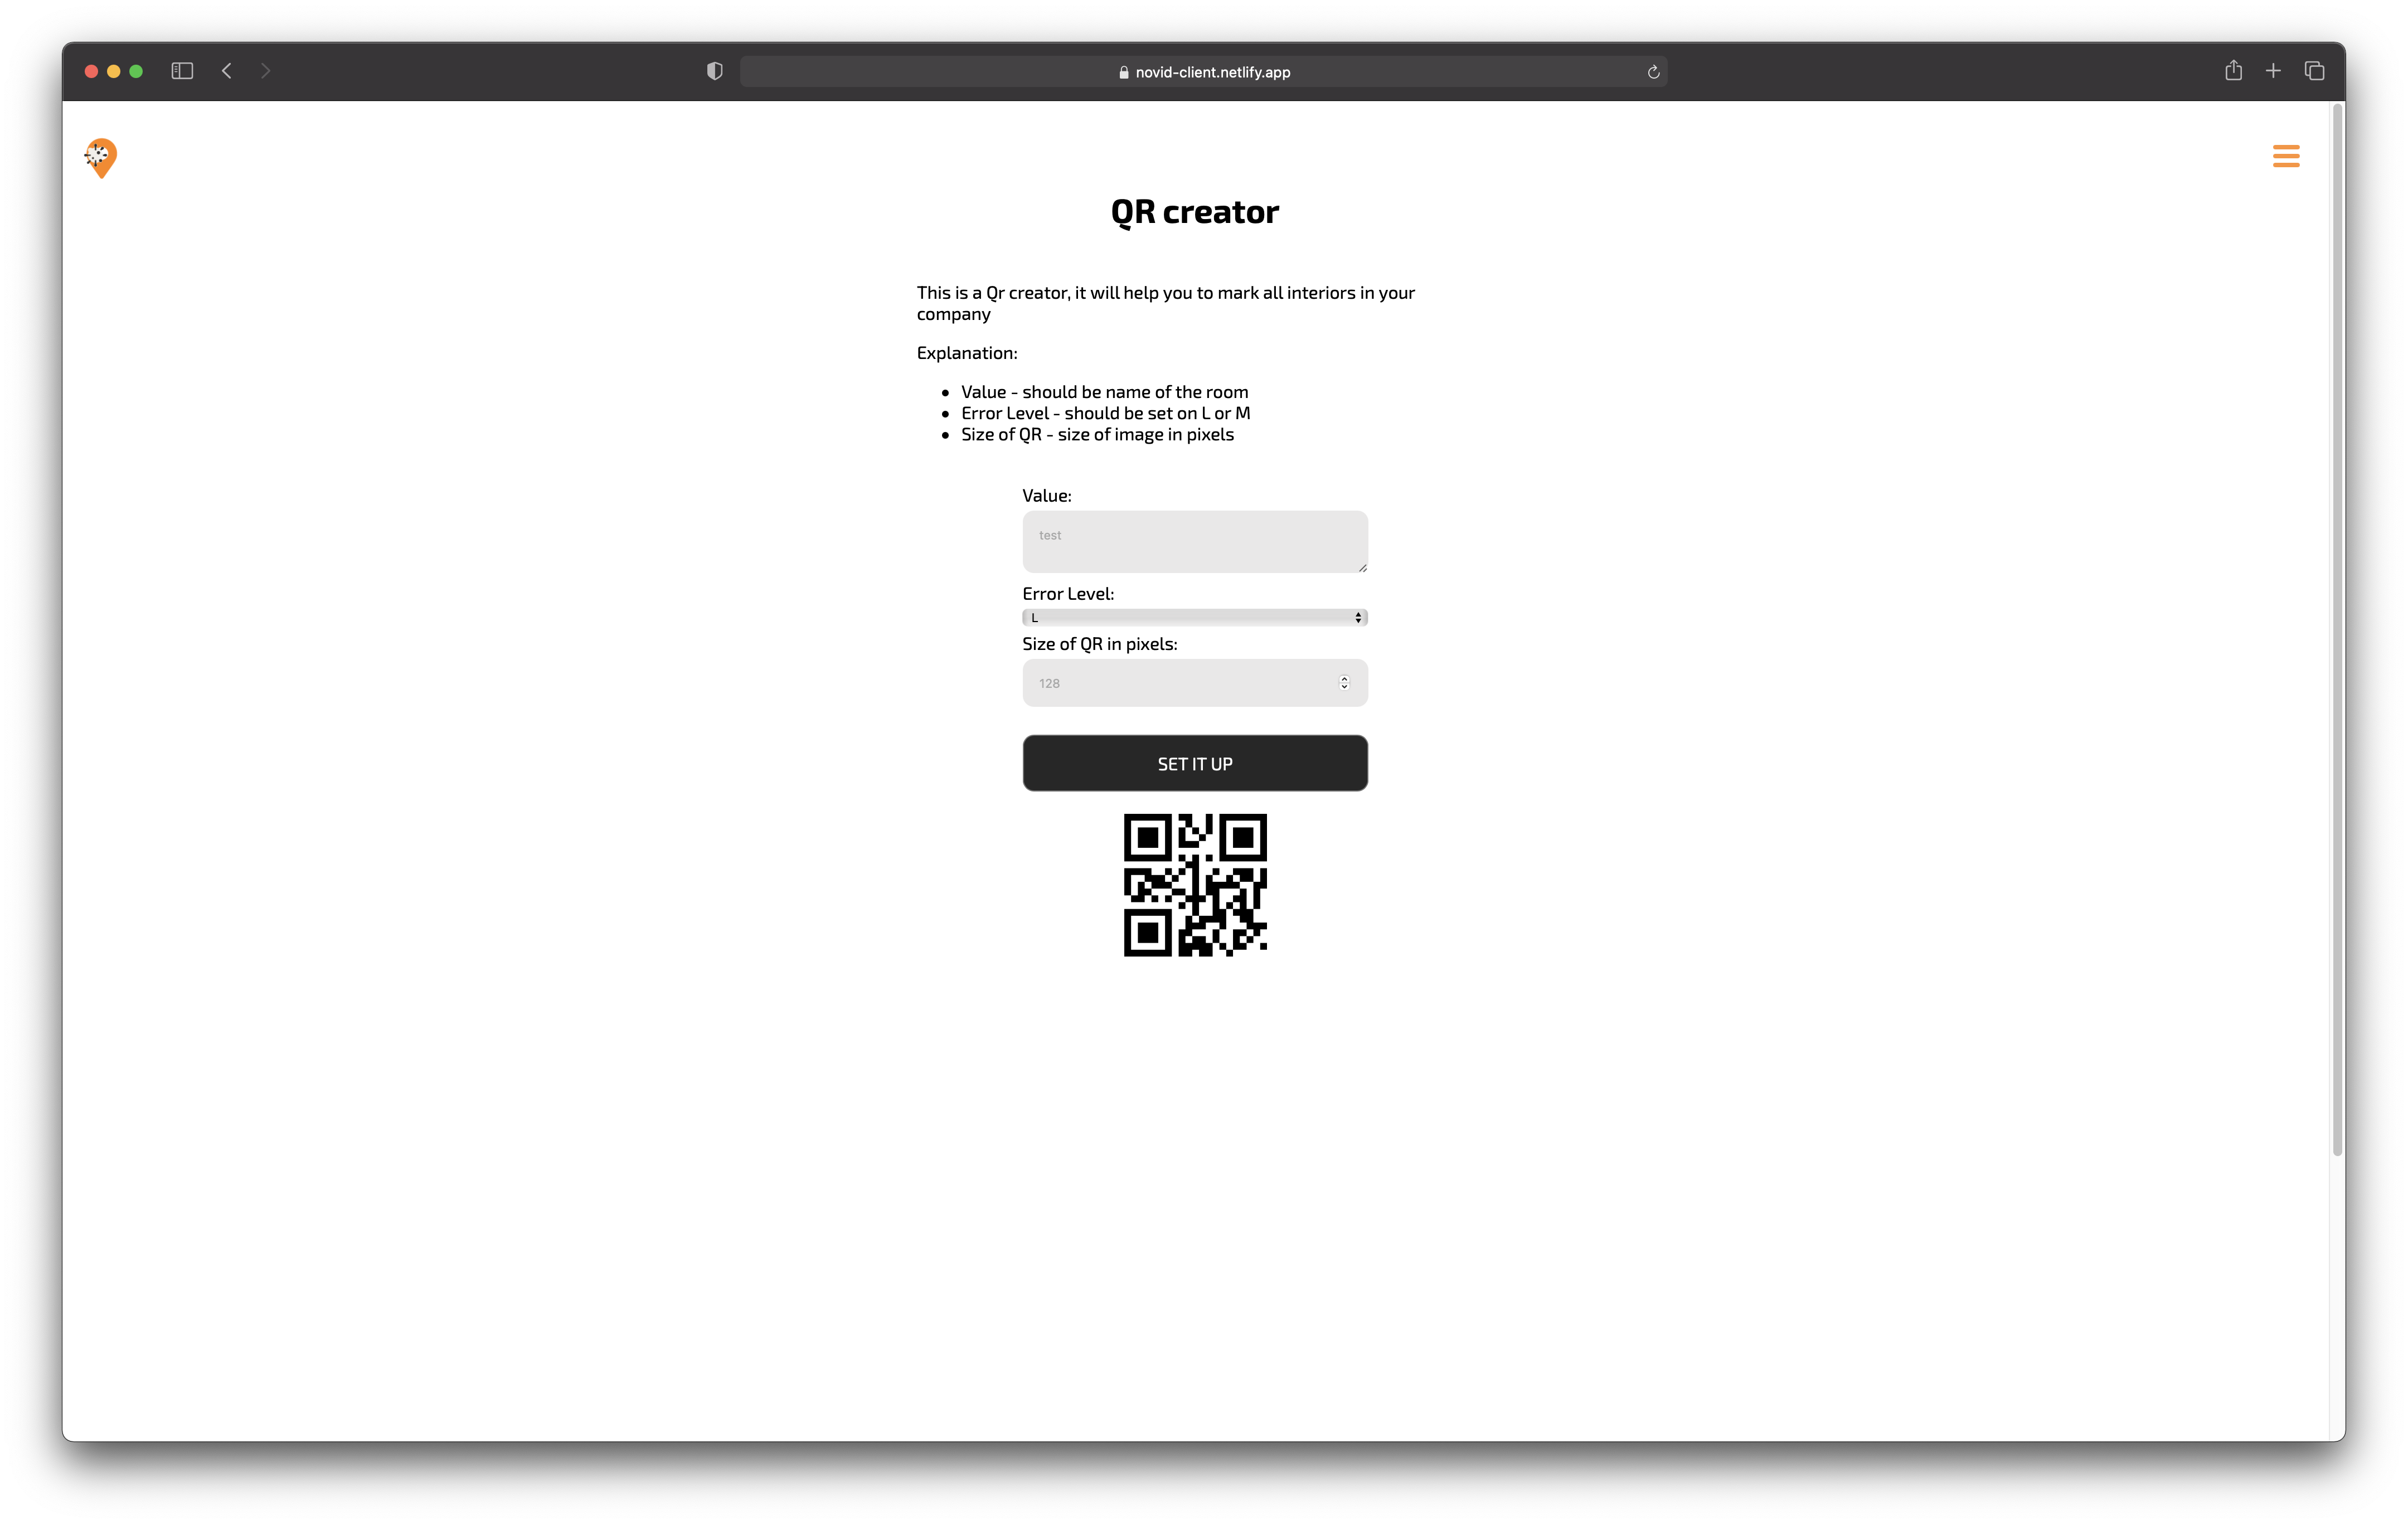 novid-client.netlify.app
QR creator
This is a Qr creator, it will help you to mark all interiors in your
company
Explanation:
Value - should be name of the room
Error Level - should be set on L or M
Size of QR - size of image in pixels
Value:
test
Error Level:
L
Size of QR in pixels:
128
SET IT UP